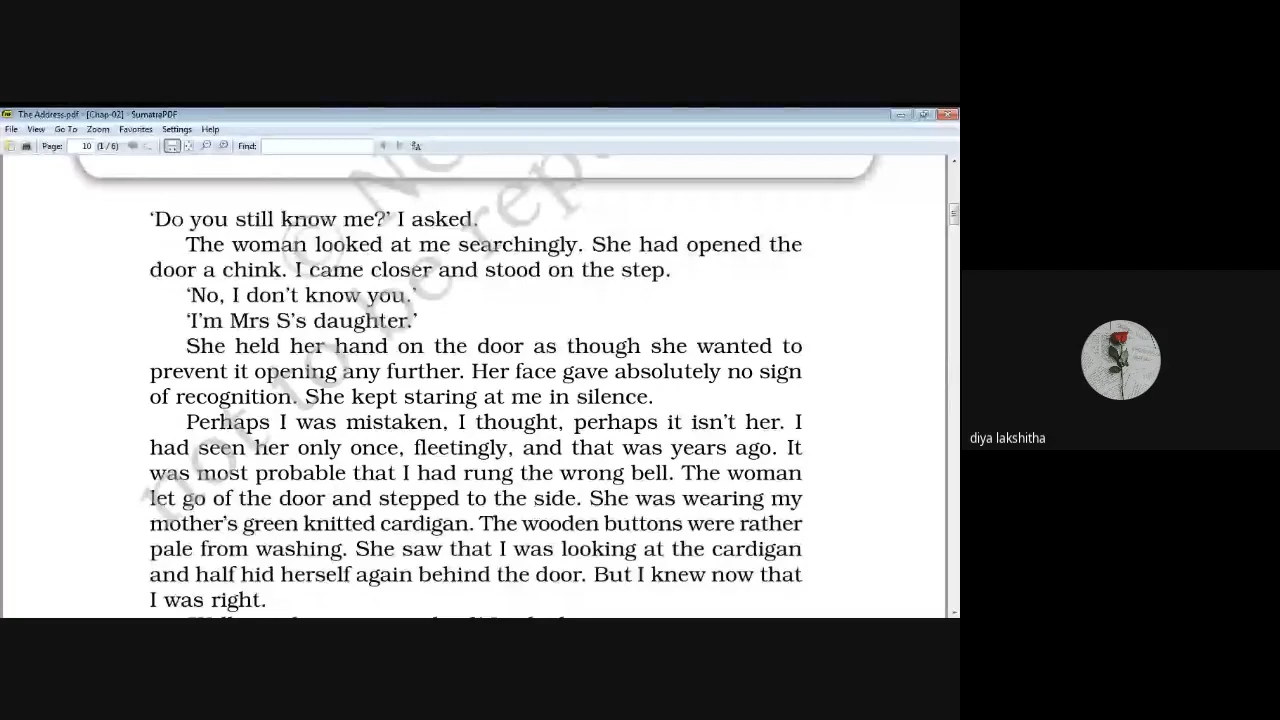 The Address.pdf - [Chap-02] - SumatraPDF
File View Go To Zoom Favorites Settings Help
Page: 10 (1 / 6) Find:
© No
not to be rep
‘Do you still know me?’ I asked.
The woman looked at me searchingly. She had opened the
door a chink. I came closer and stood on the step.
‘No, I don’t know you.’
‘I’m Mrs S’s daughter.’
She held her hand on the door as though she wanted to
prevent it opening any further. Her face gave absolutely no sign
of recognition. She kept staring at me in silence.
Perhaps I was mistaken, I thought, perhaps it isn’t her. I
had seen her only once, fleetingly, and that was years ago. It
was most probable that I had rung the wrong bell. The woman
let go of the door and stepped to the side. She was wearing my
mother’s green knitted cardigan. The wooden buttons were rather
pale from washing. She saw that I was looking at the cardigan
and half hid herself again behind the door. But I knew now that
I was right.
diya lakshitha